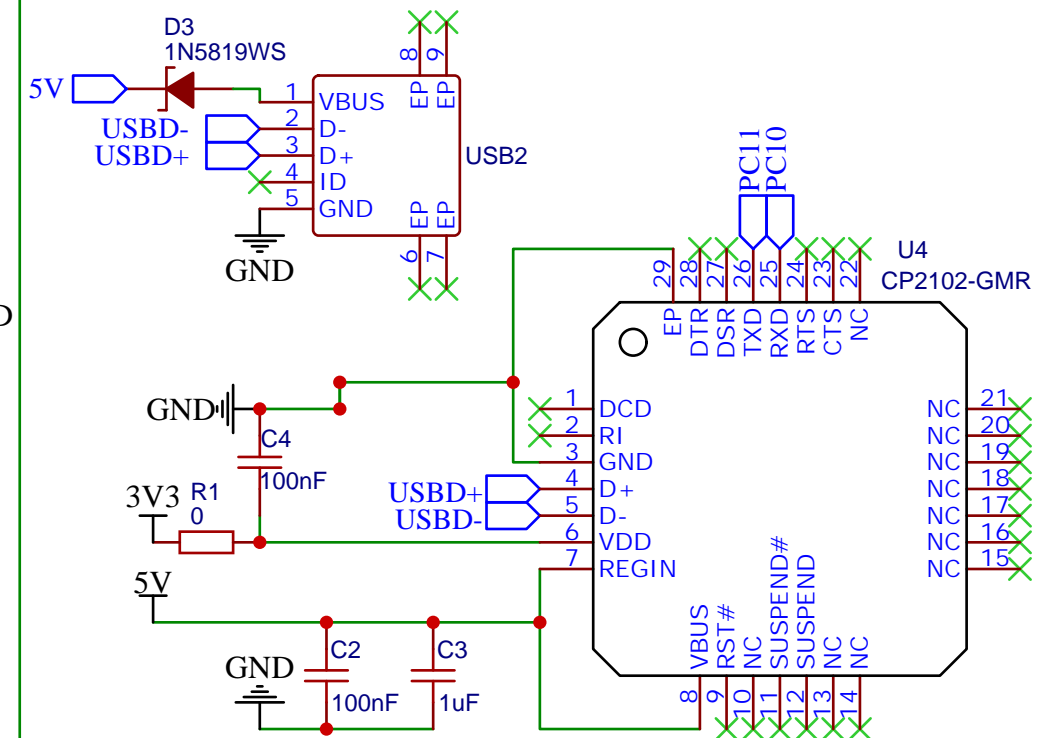 D3
1N5819WS
5V
USBD-
USBD+
1 VBUS
2 D-
3 D+
4 ID
5 GND
8 EP
9 EP
6 EP
7 EP
USB2
GND
PC11
PC10
U4
CP2102-GMR
29 EP
28 DTR
27 DSR
26 TXD
25 RXD
24 RTS
23 CTS
22 NC
GND
C4
100nF
3V3
R1
0
USBD+
USBD-
1 DCD
2 RI
3 GND
4 D+
5 D-
6 VDD
7 REGIN
NC 21
NC 20
NC 19
NC 18
NC 17
NC 16
NC 15
5V
GND
C2
100nF
C3
1uF
8 VBUS
9 RST#
10 NC
11 SUSPEND#
12 SUSPEND
13 NC
14 NC